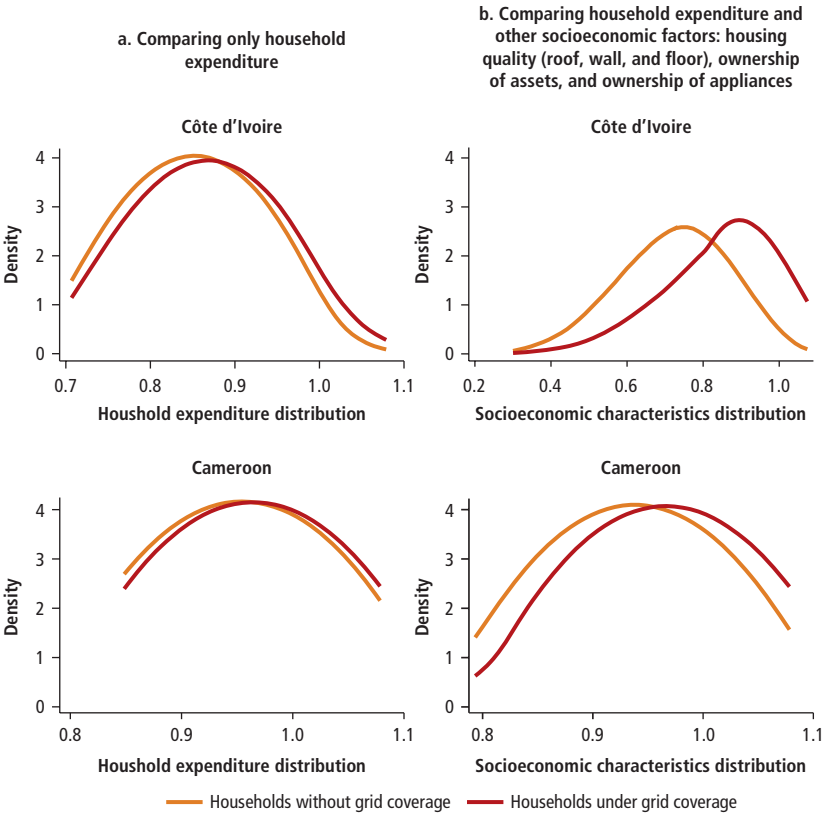 a. Comparing only household
expenditure
b. Comparing household expenditure and
other socioeconomic factors: housing
quality (roof, wall, and floor), ownership
of assets, and ownership of appliances
Côte d'Ivoire
Density
4
3
2
1
0
0.7 0.8 0.9 1.0 1.1
Houshold expenditure distribution
Côte d'Ivoire
Density
4
3
2
1
0
0.2 0.4 0.6 0.8 1.0
Socioeconomic characteristics distribution
Cameroon
Density
4
3
2
1
0
0.8 0.9 1.0 1.1
Houshold expenditure distribution
Cameroon
Density
4
3
2
1
0
0.8 0.9 1.0 1.1
Socioeconomic characteristics distribution
Households without grid coverage Households under grid coverage